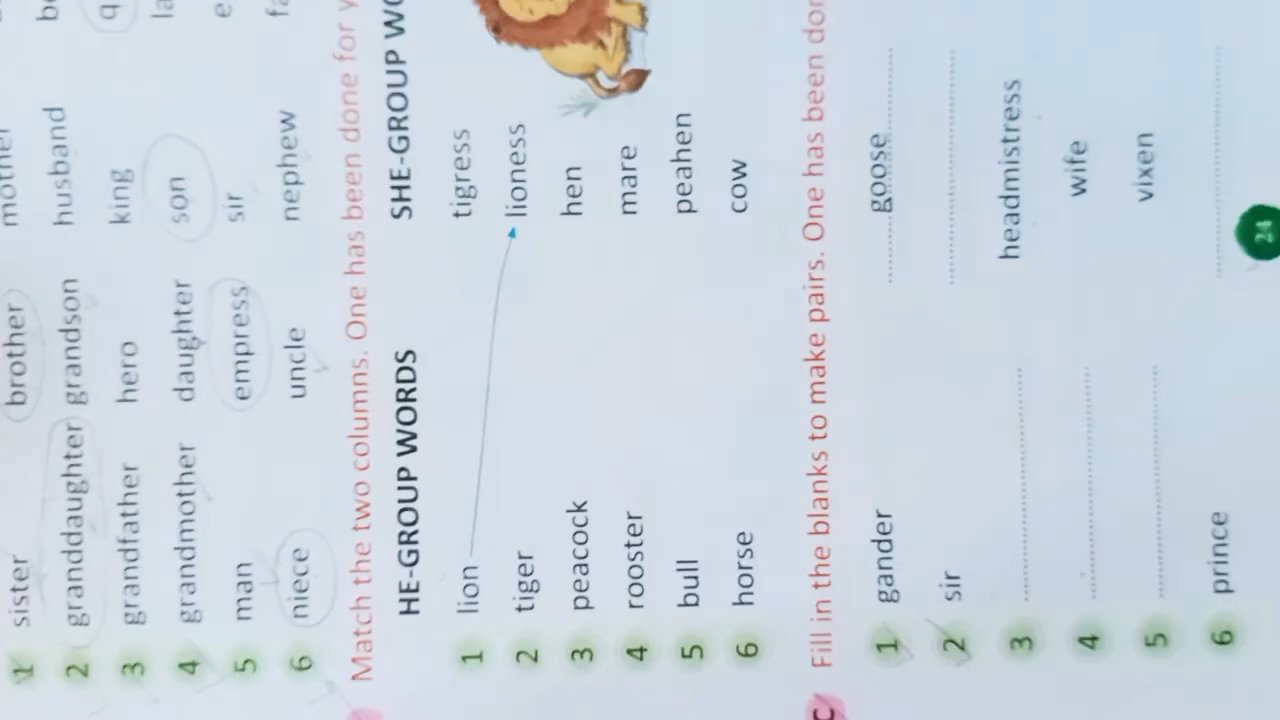 1 sister brother mother
2 granddaughter grandson husband
3 grandfather hero king
4 grandmother daughter son
5 man empress sir
6 niece uncle nephew
Match the two columns. One has been done for
HE-GROUP WORDS SHE-GROUP
1 lion tigress
2 tiger lioness
3 peacock hen
4 rooster mare
5 bull peahen
6 horse cow
C Fill in the blanks to make pairs. One has been
1 gander goose
2 sir
3 headmistress
4 wife
5 vixen
6 prince
24